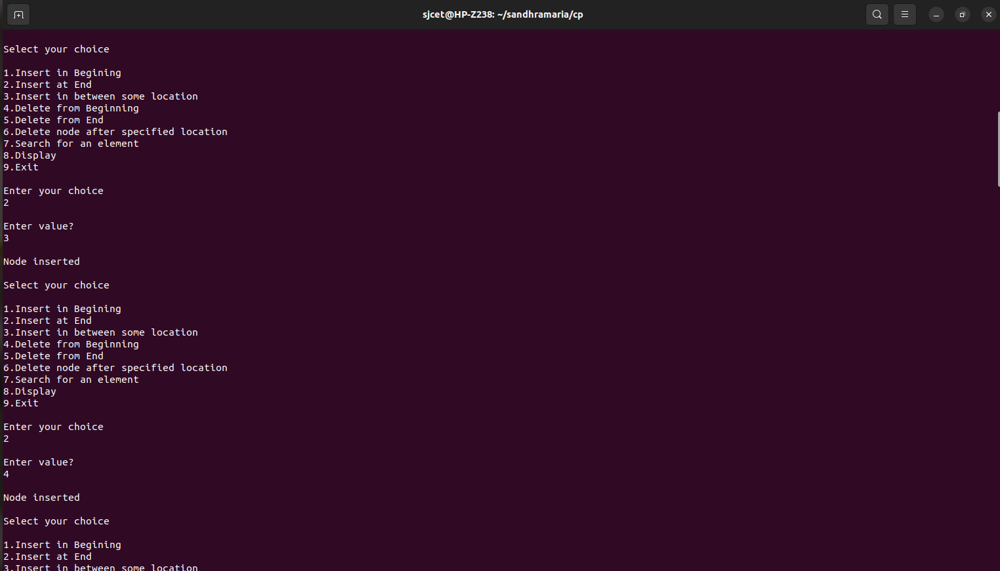 sjcet@HP-Z238: ~/sandhramaria/cp
Select your choice
1.Insert in Begining
2.Insert at End
3.Insert in between some location
4.Delete from Beginning
5.Delete from End
6.Delete node after specified location
7.Search for an element
8.Display
9.Exit
Enter your choice
2
Enter value?
3
Node inserted
Select your choice
1.Insert in Begining
2.Insert at End
3.Insert in between some location
4.Delete from Beginning
5.Delete from End
6.Delete node after specified location
7.Search for an element
8.Display
9.Exit
Enter your choice
2
Enter value?
4
Node inserted
Select your choice
1.Insert in Begining
2.Insert at End
3.Insert in between some location